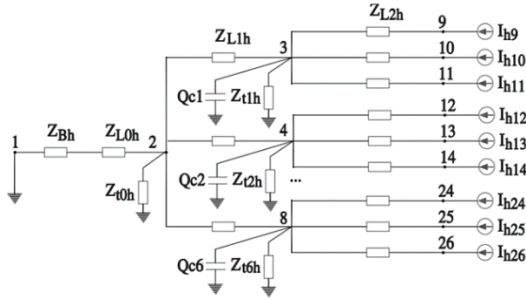 Z_L2h 9 I_h9
Z_L1h 3 10 I_h10
11 I_h11
Qc1 Z_t1h
12 I_h12
Z_Bh Z_L0h 4 13 I_h13
1 2 14 I_h14
Z_t0h Qc2 Z_t2h
...
24 I_h24
8 25 I_h25
26 I_h26
Qc6 Z_t6h